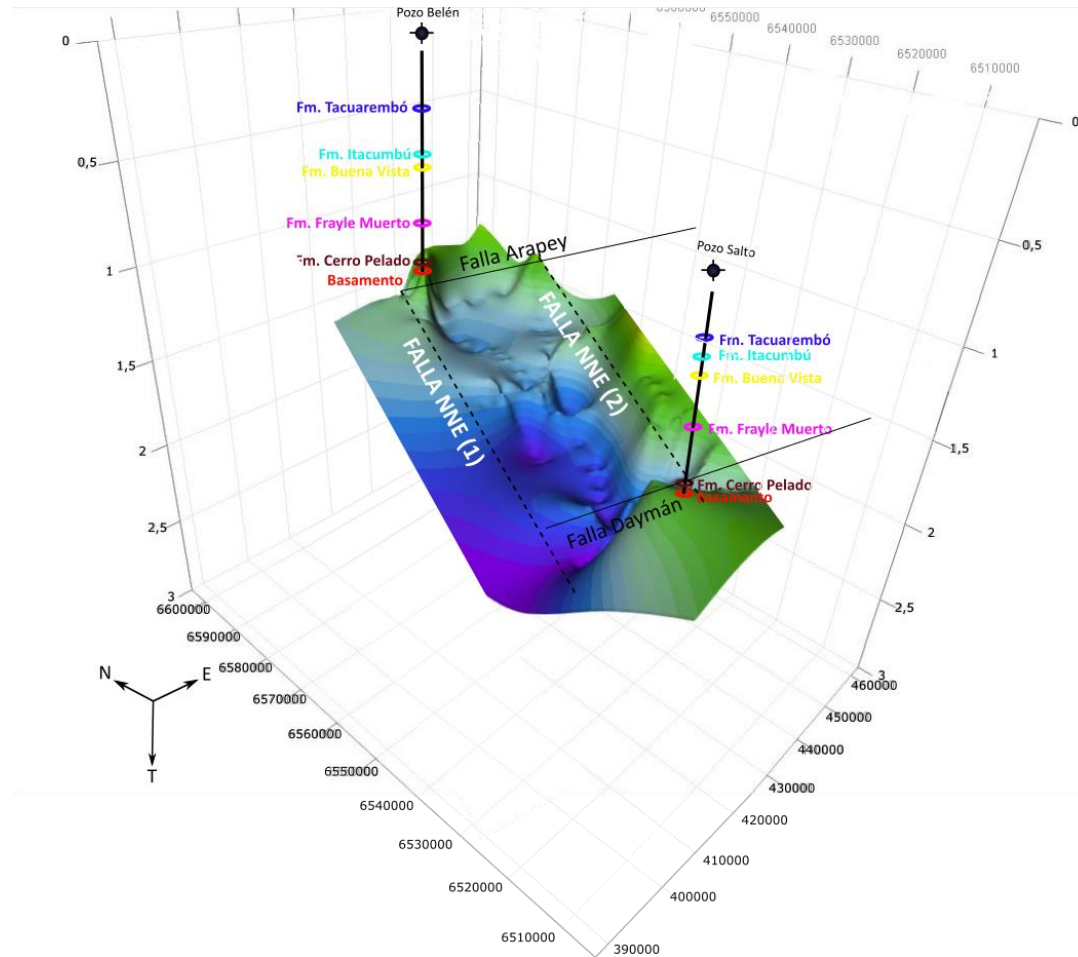 Pozo Belén
6550000
6540000
6530000
6520000
6510000
0
0
Fm. Tacuarembó
0,5
Fm. Itacumbú
Fm. Buena Vista
Fm. Frayle Muerto
Falla Arapey
Pozo Salto
0,5
Fm. Cerro Pelado
Basamento
1
FALLA NNE (1)
FALLA NNE (2)
Fm. Tacuarembó
Fm. Itacumbú
1
1,5
Fm. Buena Vista
Fm. Frayle Muerto
2
1,5
Fm. Cerro Pelado
Basamento
2,5
Falla Daymán
2
3
2,5
6600000
6590000
6580000
6570000
6560000
6550000
6540000
6530000
6520000
6510000
3
460000
450000
440000
430000
420000
410000
400000
390000
N
E
T